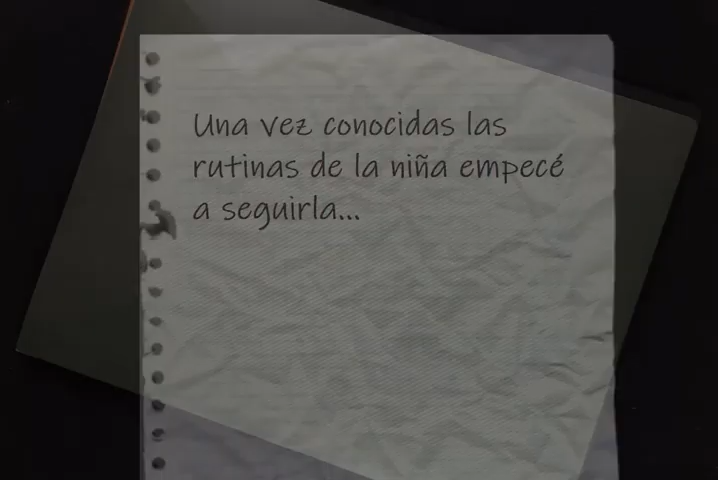 Una vez conocidas las
rutinas de la niña empecé
a seguirla...